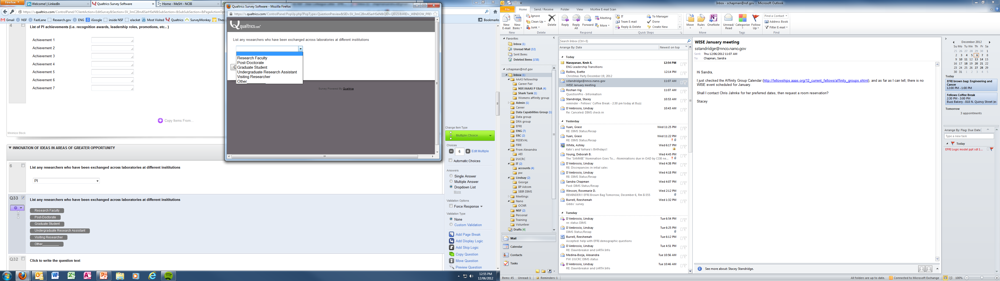 Firefox
Welcome! | LinkedIn
Qualtrics Survey Software
Home - MeSH - NCBI
https://s.qualtrics.com/ControlPanel/?ClientAction=EditSurvey&Section=SV_3mC28nv6SarHSeN&SubSection=&SubSubSection=&PageActionOpt
Gmail NSF FastLane Research.gov ENG iGoogle inside NSF eJacket Most Visited Qualtrics SurveyMonkey Thes
Bookmarks
4
List of PI achievements (i.e. recognition awards, leadership roles, promotions, etc.. )
Achievement 1
Achievement 2
Achievement 3
Achievement 4
Achievement 5
Achievement 6
Achievement 7
Copy Items From...
Minimize Block
INNOVATION OF IDEAS IN AREAS OF GREATER OPPORTUNITY
6
List any researchers who have been exchanged across laboratories at different insititutions
PI
Q33
List any researchers who have been exchanged across laboratories at different insititutions
Research Faculty
Post-Doctorate
Graduate Student
Undergraduate Research Assistant
Visiting Researcher
Other__________
Q32
Click to write the question text
Qualtrics Survey Software - Mozilla Firefox
https://s.qualtrics.com/ControlPanel/PopUp.php?PopType=QuestionPreview&SID=SV_3mC28nv6SarHSeN&QID=QID21&WID=_WINDOW_PREV
qualtrics.com
List any researchers who have been exchanged across laboratories at different insititutions
Research Faculty
Post-Doctorate
Graduate Student
Undergraduate Research Assistant
Visiting Researcher
Other__________
Survey Powered By Qualtrics
Change Item Type
Multiple Choice
Choices
6 Edit Multiple
Automatic Choices
Answers
Single Answer
Multiple Answer
Dropdown List
More
Validation Options
Force Response
Validation Type
None
Custom Validation
Add Page Break
Add Display Logic
Add Skip Logic
Copy Question
Move Question
Preview Question
12:55 PM
12/06/2012
Inbox - schapman@nsf.gov - Microsoft Outlook
File Home Send / Receive Folder View McAfee E-mail Scan
New E-mail
New Items
New
Ignore
Clean Up
Junk
Delete
Delete
Reply
Reply All
Forward
Meeting
More
Respond
IT
Team E-mail
Reply & Delete
To Manager
Done
Create New
Quick Steps
Move
Rules
OneNote
Move
Unread/ Read
Categorize
Follow Up
Tags
Find a Contact
Address Book
Filter E-mail
Find
Favorites
Inbox (1)
Unread Mail (32)
Sent Items
Deleted Items (158)
schapman@nsf.gov
Inbox (1)
AAAS fellowship
Career Fair
NSF/AAAS P E&A (4)
Shark Tank (1)
Womens affinity group
Admin (1)
Career
Data Capabilities Group (1)
Data group
DRA group
EFRI
ENG (7)
ERC (2)
FEDEVAL
FIRE
From Alexandra
AEI
I/UCRC
IT (2)
accounts (4)
pw
Lindsay (2)
George
IIP Adcom
SBIR DIMS
Meetings
Nano
OCNR
NSF (2)
Personal
Training
Volunteer
Drafts [4]
Mail
Calendar
Contacts
Tasks
Search Inbox (Ctrl+E)
Arrange By: Date Newest on top
Today
Narayanan, Kesh S. 12:54 PM
ENG Leadership Transitions
Rollins, Evette 12:14 PM
Christmas Party December 19, 2012
sstandridge@nnco.nano.gov 11:07 AM
WISE January meeting
Roshan Vig 11:07 AM
QuestionPro - Information
Standridge, Stacey 10:53 AM
reminder - Fellows' Coffee Break - 2:30 pm today at Buzz
D'Ambrosio, Lindsay 10:43 AM
Re: Canceled: DIMS check-in
Yesterday
Yuan, Grace Wed 11:25 PM
RE: DIMS Status/Recap
Yuan, Grace Wed 11:22 PM
RE: DIMS Status/Recap
White, Ashley Wed 6:17 PM
Kate's and Yaihara's Birthdays!!
Young, Deborah B. Wed 4:45 PM
The "SAMMIE" Nomination Goes To... -Nominiations due in OAD by COB ne...
D'Ambrosio, Lindsay Wed 4:38 PM
RE: Discrepancies in intial sales
D'Ambrosio, Lindsay Wed 4:18 PM
RE: DIMS Status/Recap
Sandra Chapman Wed 4:07 PM
Fwd: DIMS Status/Recap
Wesson, Rosemarie D. Wed 2:12 PM
REMINDER!!! EFRI Brown Bag Tomorrow, December 6, Rm II-555
Burrell, Reeshemah Wed 1:32 PM
Gibbs' survey
Tuesday
D'Ambrosio, Lindsay Tue 6:54 PM
re: status DIMS
D'Ambrosio, Lindsay Tue 6:25 PM
DIMS Status/Recap
Burrell, Reeshemah Tue 6:12 PM
Accepted: help with EFRI demographic questions
D'Ambrosio, Lindsay Tue 4:51 PM
RE: Dawnbreaker and LARTA Info
Medina-Borja, Alexandra Tue 10:56 AM
FW: I/UCRC DIMS status
D'Ambrosio, Lindsay Tue 10:46 AM
RE: Dawnbreaker and LARTA Info
WISE January meeting
sstandridge@nnco.nano.gov
Sent: Thu 12/06/2012 11:07 AM
To: Chapman, Sandra
Hi Sandra,
I just checked the Affinity Group Calendar (http://fellowships.aaas.org/12_current_fellows/affinity_groups.shtml), and as far as I can tell, there is no
WISE event scheduled for January.
Shall I contact Chris Jahnke for her preferred dates, then request a room reservation?
Stacey
See more about: Stacey Standridge.
December 2012
Su Mo Tu We Th Fr Sa
25 26 27 28 29 30 1
2 3 4 5 6 7 8
9 10 11 12 13 14 15
16 17 18 19 20 21 22
23 24 25 26 27 28 29
30 31 1 2 3 4 5
Today
EFRI brown bag: Engineering and
Cancer
12:00 PM - 1:00 PM
Fellows Coffee Break
2:30 PM - 3:00 PM
Buzz Bakery - 818 N. Quincy Street (e
Tomorrow
3 appointments
Arrange By: Flag: Due Date
Type a new task
Today
EFRI Logic model ppt sdl 1...
Items: 45 Unread: 1 Reminders: 1
All folders are up to date. Connected to Microsoft Exchange 100%